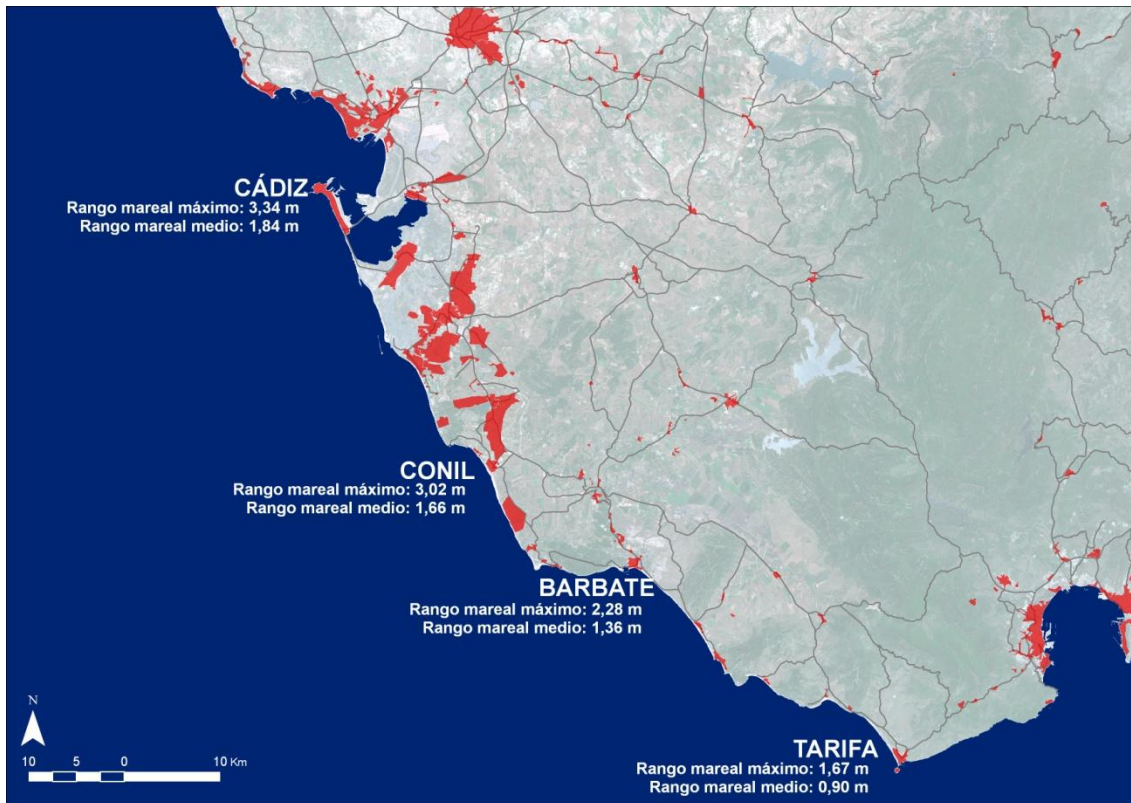 CÁDIZ
Rango mareal máximo: 3,34 m
Rango mareal medio: 1,84 m
CONIL
Rango mareal máximo: 3,02 m
Rango mareal medio: 1,66 m
BARBATE
Rango mareal máximo: 2,28 m
Rango mareal medio: 1,36 m
N
10 5 0 10 Km
TARIFA
Rango mareal máximo: 1,67 m
Rango mareal medio: 0,90 m